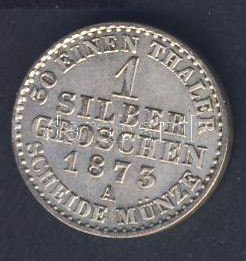 30 EINEN THALER
1
SILBER
GROSCHEN
1873
A
SCHEIDE MÜNZE